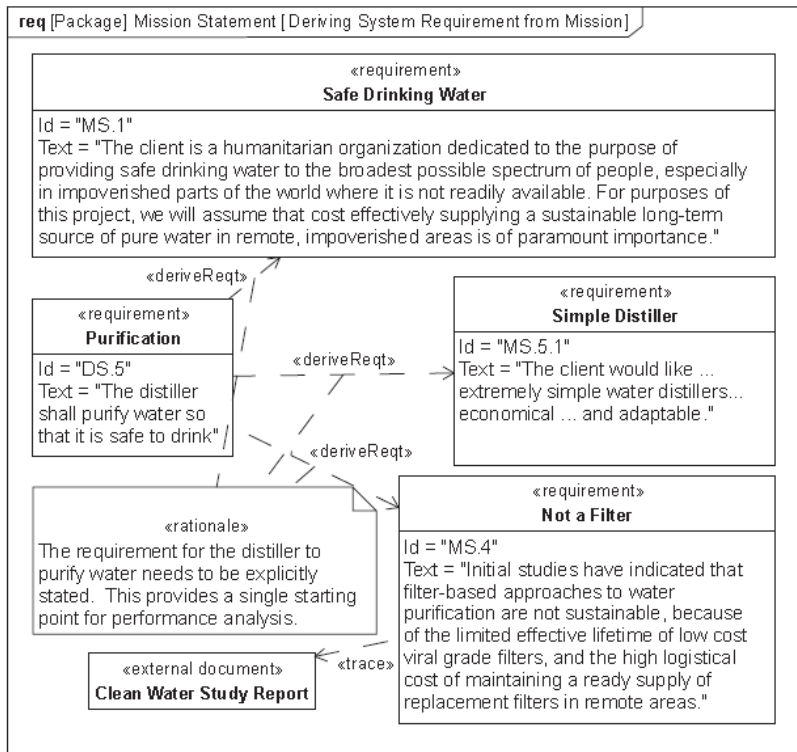 req [Package] Mission Statement [Deriving System Requirement from Mission]
«requirement»
Safe Drinking Water
Id = "MS.1"
Text = "The client is a humanitarian organization dedicated to the purpose of
providing safe drinking water to the broadest possible spectrum of people, especially
in impoverished parts of the world where it is not readily available. For purposes of
this project, we will assume that cost effectively supplying a sustainable long-term
source of pure water in remote, impoverished areas is of paramount importance."
«deriveReqt»
«requirement»
Purification
Id = "DS.5"
Text = "The distiller
shall purify water so
that it is safe to drink"
«deriveReqt»
«requirement»
Simple Distiller
Id = "MS.5.1"
Text = "The client would like ...
extremely simple water distillers...
economical ... and adaptable."
«deriveReqt»
«rationale»
The requirement for the distiller to
purify water needs to be explicitly
stated. This provides a single starting
point for performance analysis.
«requirement»
Not a Filter
Id = "MS.4"
Text = "Initial studies have indicated that
filter-based approaches to water
purification are not sustainable, because
of the limited effective lifetime of low cost
viral grade filters, and the high logistical
cost of maintaining a ready supply of
replacement filters in remote areas."
«trace»
«external document»
Clean Water Study Report